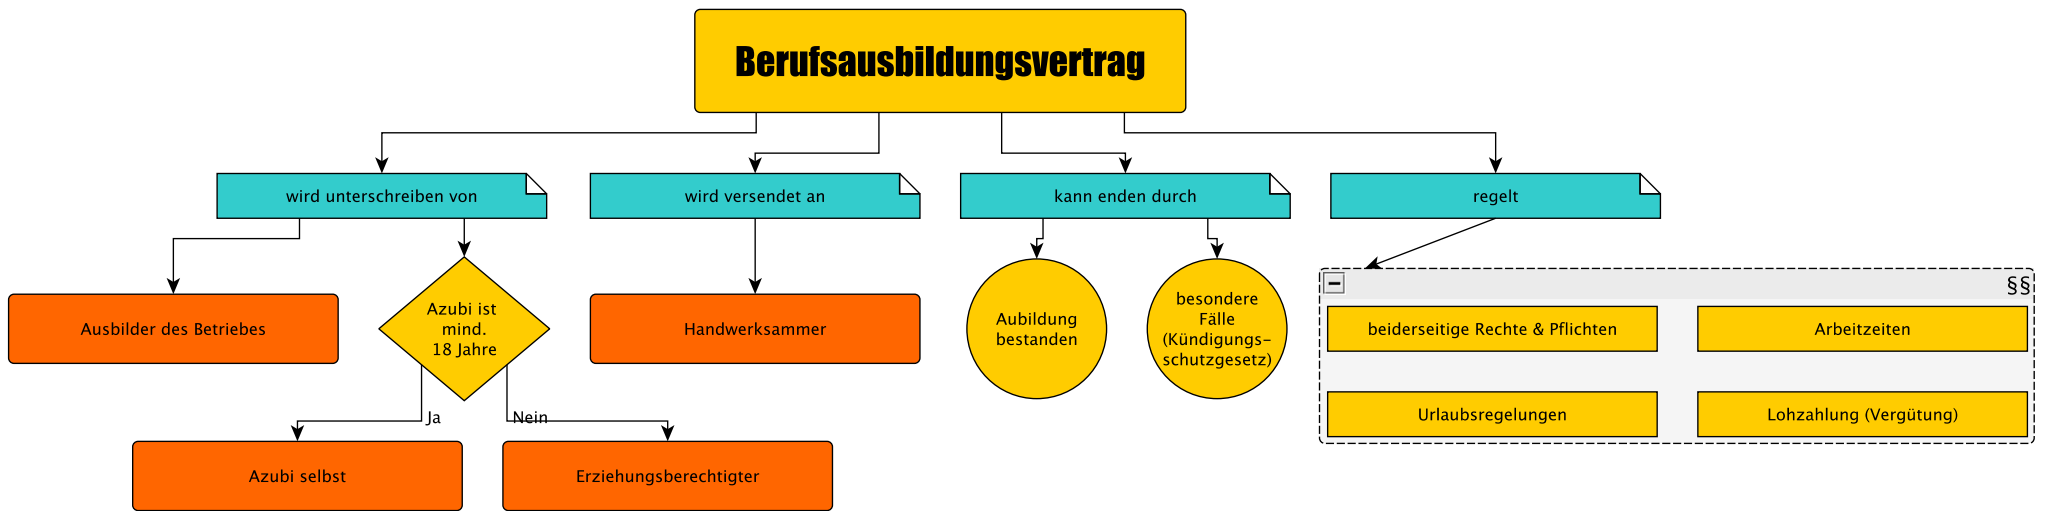 Berufsausbildungsvertrag
wird unterschreiben von
wird versendet an
kann enden durch
regelt
Ausbilder des Betriebes
Azubi ist
mind.
18 Jahre
Ja
Nein
Azubi selbst
Erziehungsberechtigter
Handwerksammer
Aubildung
bestanden
besondere
Fälle
(Kündigungs-
schutzgesetz)
§§
beiderseitige Rechte & Pflichten
Arbeitzeiten
Urlaubsregelungen
Lohzahlung (Vergütung)